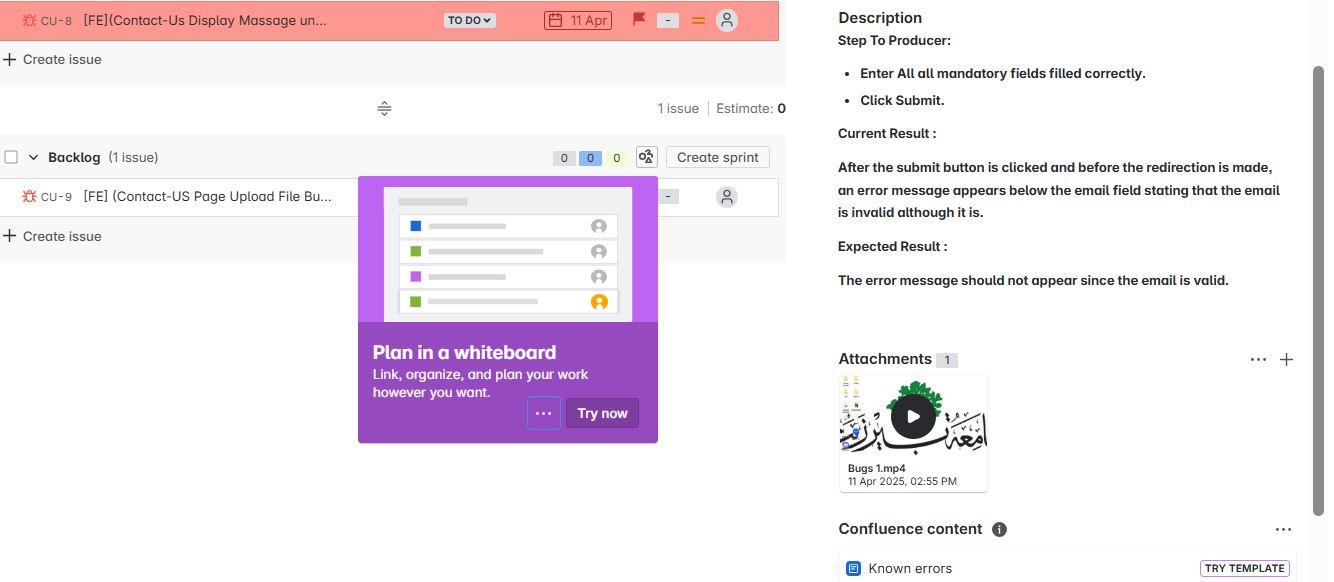 CU-8 [FE](Contact-Us Display Massage un... TO DO 11 Apr -
+ Create issue
1 issue Estimate: 0
Backlog (1 issue) 0 0 0 Create sprint
CU-9 [FE] (Contact-US Page Upload File Bu... -
+ Create issue
Plan in a whiteboard
Link, organize, and plan your work
however you want.
... Try now
Description
Step To Producer:
• Enter All all mandatory fields filled correctly.
• Click Submit.
Current Result :
After the submit button is clicked and before the redirection is made,
an error message appears below the email field stating that the email
is invalid although it is.
Expected Result :
The error message should not appear since the email is valid.
Attachments 1
Bugs 1.mp4
11 Apr 2025, 02:55 PM
Confluence content
Known errors TRY TEMPLATE